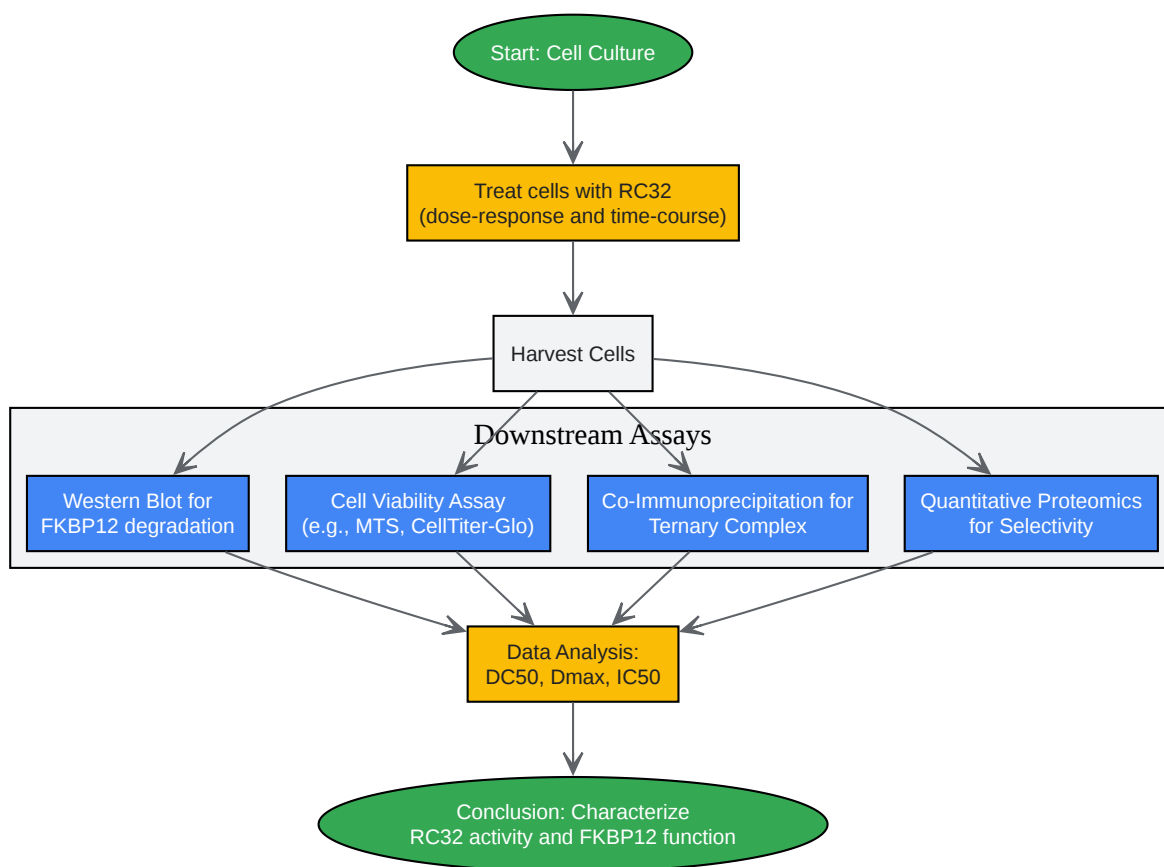 Start: Cell Culture
Treat cells with RC32
(dose-response and time-course)
Harvest Cells
Downstream Assays
Western Blot for
FKBP12 degradation
Cell Viability Assay
(e.g., MTS, CellTiter-Glo)
Co-Immunoprecipitation for
Ternary Complex
Quantitative Proteomics
for Selectivity
Data Analysis:
DC50, Dmax, IC50
Conclusion: Characterize
RC32 activity and FKBP12 function